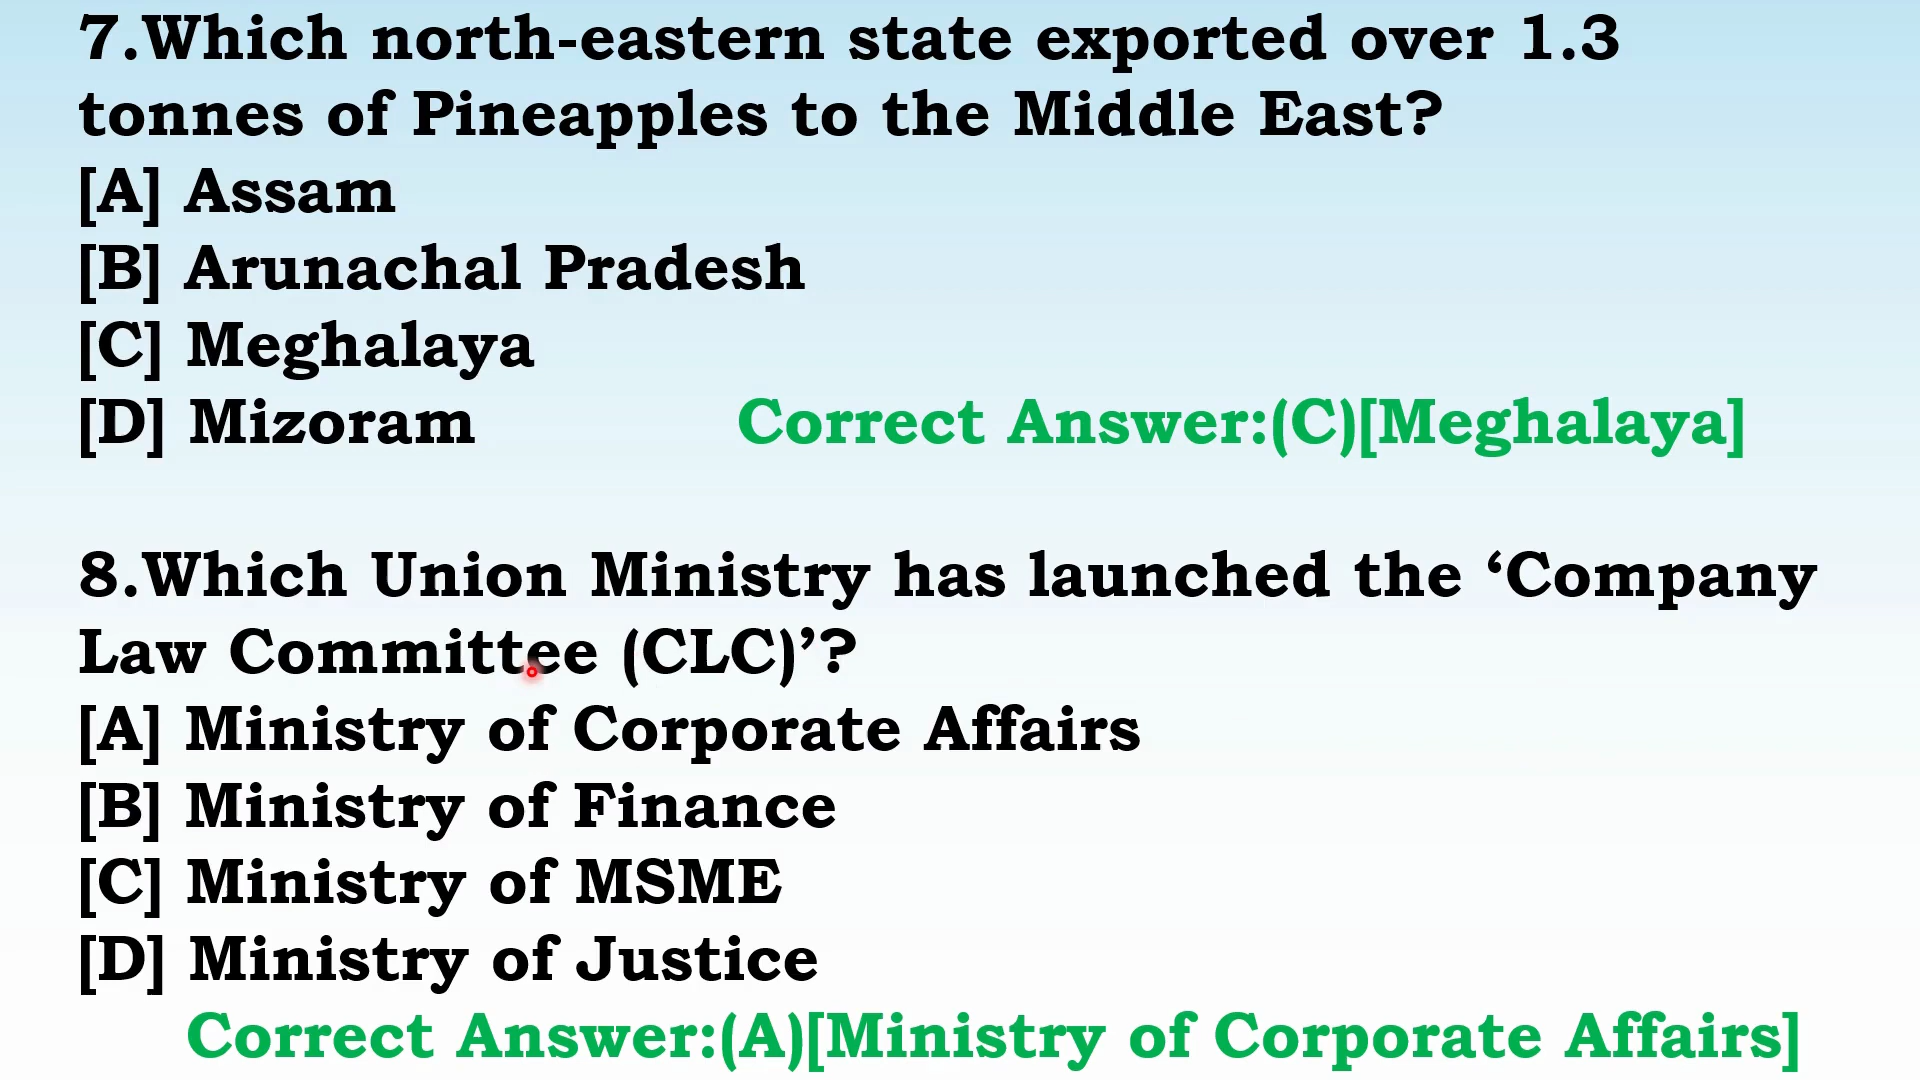 7.Which north-eastern state exported over 1.3
tonnes of Pineapples to the Middle East?
[A] Assam
[B] Arunachal Pradesh
[C] Meghalaya
[D] Mizoram Correct Answer:(C)[Meghalaya]
8.Which Union Ministry has launched the ‘Company
Law Committee (CLC)’?
[A] Ministry of Corporate Affairs
[B] Ministry of Finance
[C] Ministry of MSME
[D] Ministry of Justice
Correct Answer:(A)[Ministry of Corporate Affairs]